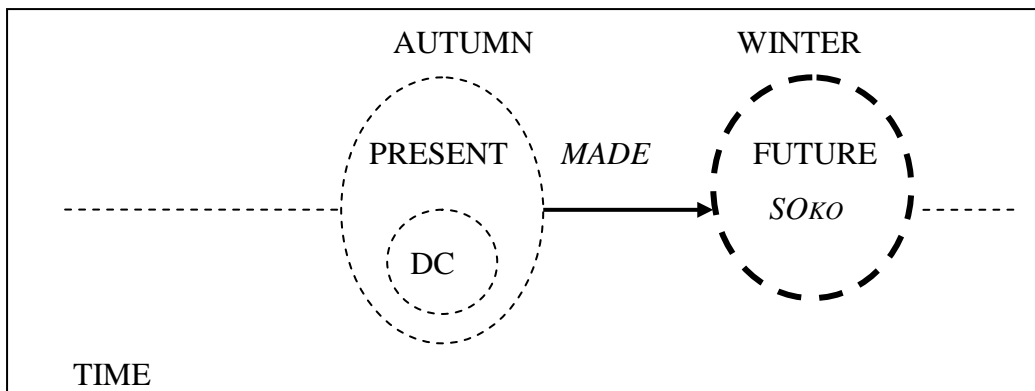 AUTUMN WINTER
PRESENT MADE FUTURE
SOKO
DC
TIME